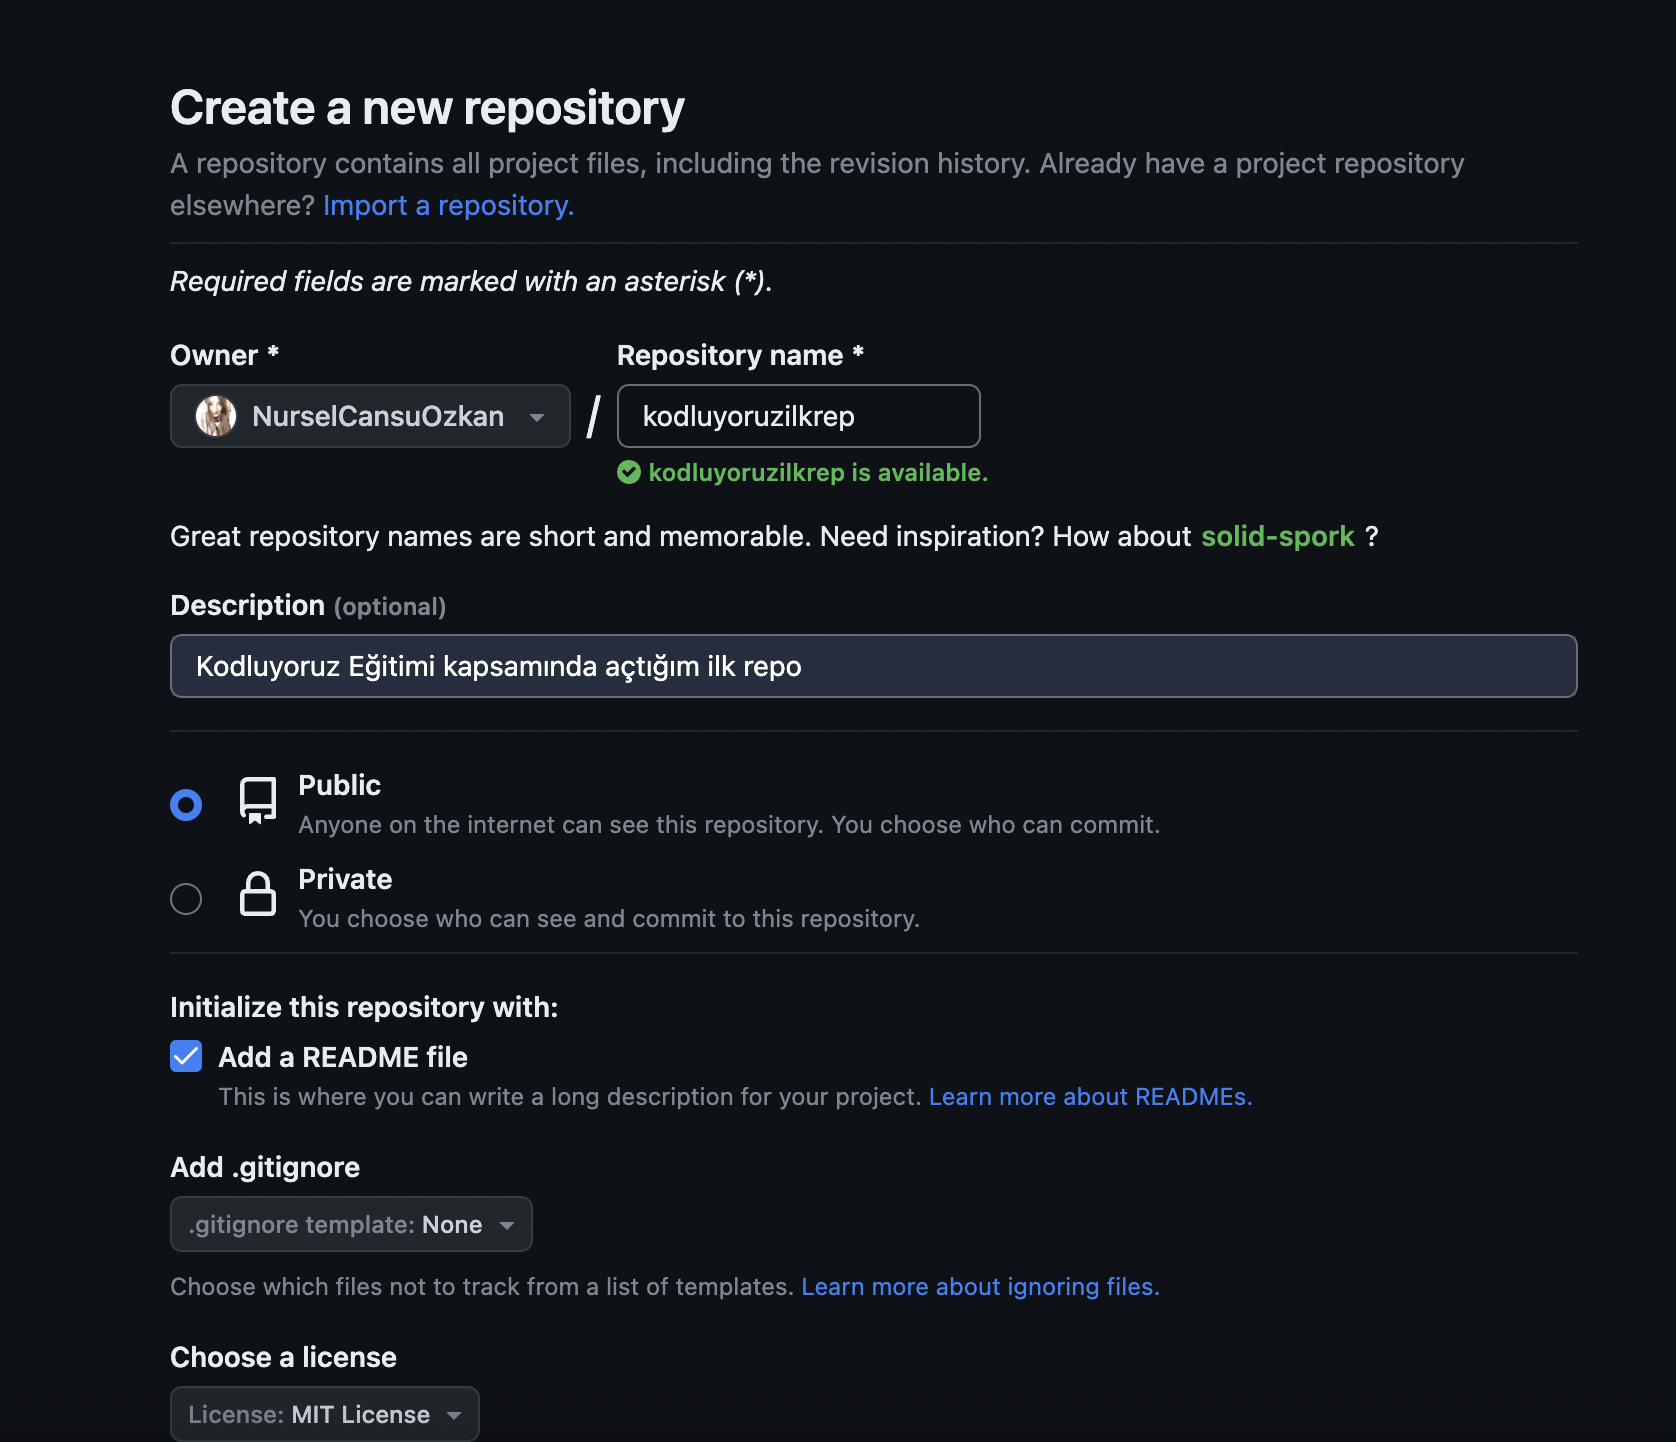 Create a new repository
A repository contains all project files, including the revision history. Already have a project repository
elsewhere? Import a repository.
Required fields are marked with an asterisk (*).
Owner *
Repository name *
NurselCansuOzkan
/
kodluyoruzilkrep
kodluyoruzilkrep is available.
Great repository names are short and memorable. Need inspiration? How about solid-spork ?
Description (optional)
Kodluyoruz Eğitimi kapsamında açtığım ilk repo
Public
Anyone on the internet can see this repository. You choose who can commit.
Private
You choose who can see and commit to this repository.
Initialize this repository with:
Add a README file
This is where you can write a long description for your project. Learn more about READMEs.
Add .gitignore
.gitignore template: None
Choose which files not to track from a list of templates. Learn more about ignoring files.
Choose a license
License: MIT License